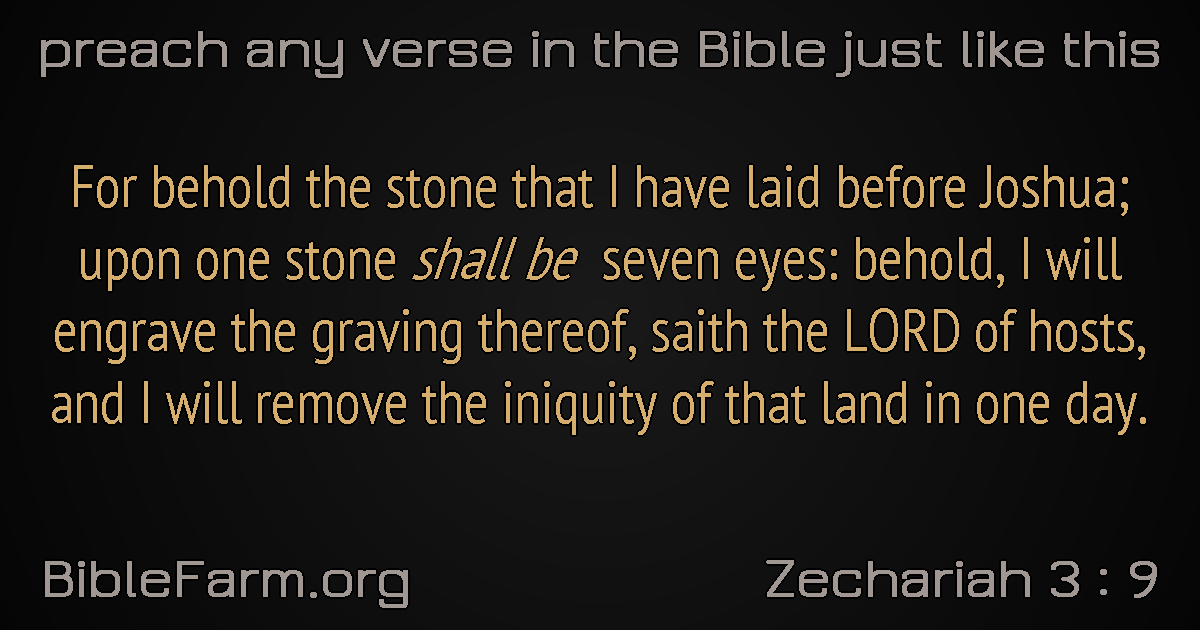 preach any verse in the Bible just like this
For behold the stone that I have laid before Joshua;
upon one stone shall be seven eyes: behold, I will
engrave the graving thereof, saith the LORD of hosts,
and I will remove the iniquity of that land in one day.
BibleFarm.org
Zechariah 3 : 9